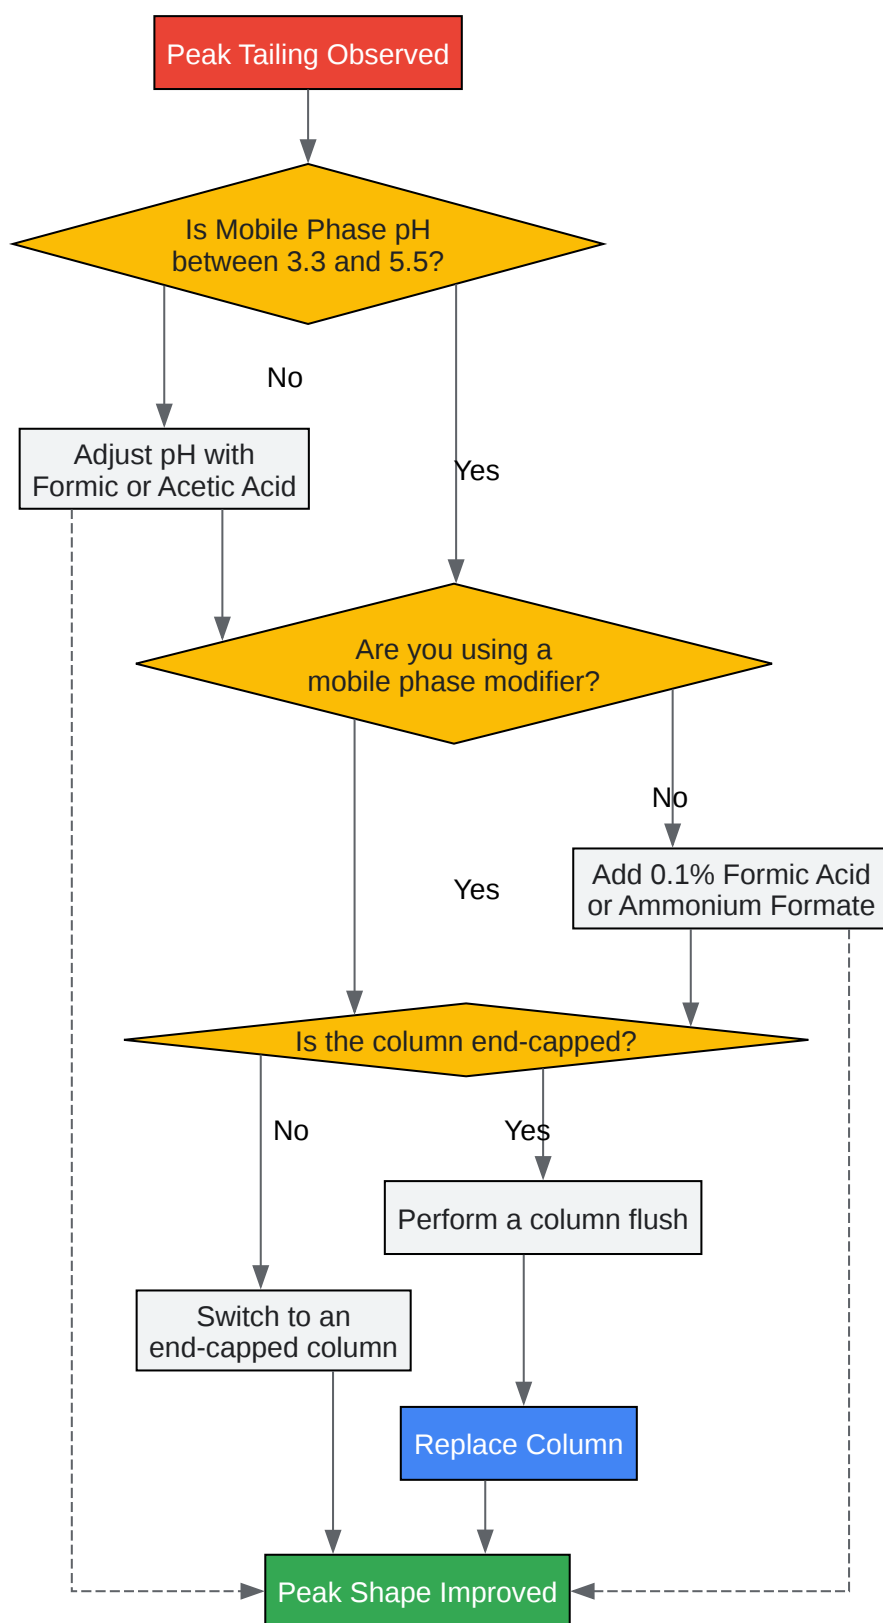 Peak Tailing Observed
Is Mobile Phase pH
between 3.3 and 5.5?
No
Adjust pH with
Formic or Acetic Acid
Yes
Are you using a
mobile phase modifier?
No
Yes
Add 0.1% Formic Acid
or Ammonium Formate
Is the column end-capped?
No
Yes
Perform a column flush
Switch to an
end-capped column
Replace Column
Peak Shape Improved